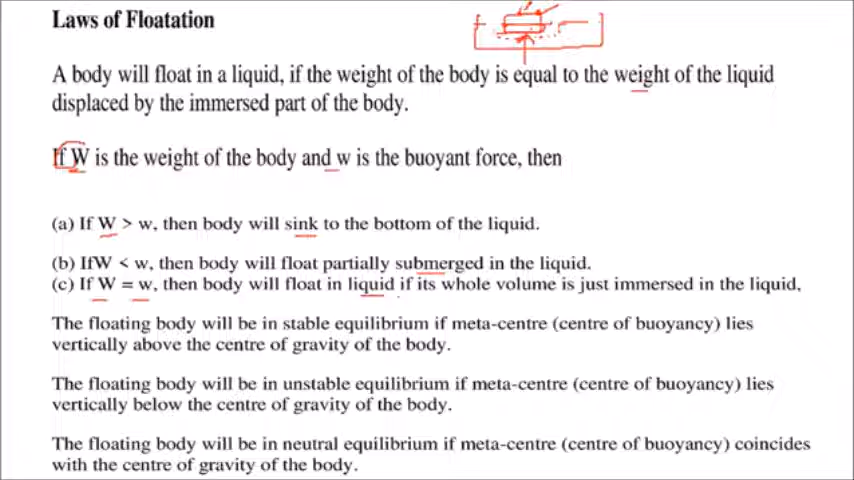 Laws of Floatation
A body will float in a liquid, if the weight of the body is equal to the weight of the liquid
displaced by the immersed part of the body.
If W is the weight of the body and w is the buoyant force, then
(a) If W > w, then body will sink to the bottom of the liquid.
(b) IfW < w, then body will float partially submerged in the liquid.
(c) If W = w, then body will float in liquid if its whole volume is just immersed in the liquid,
The floating body will be in stable equilibrium if meta-centre (centre of buoyancy) lies
vertically above the centre of gravity of the body.
The floating body will be in unstable equilibrium if meta-centre (centre of buoyancy) lies
vertically below the centre of gravity of the body.
The floating body will be in neutral equilibrium if meta-centre (centre of buoyancy) coincides
with the centre of gravity of the body.